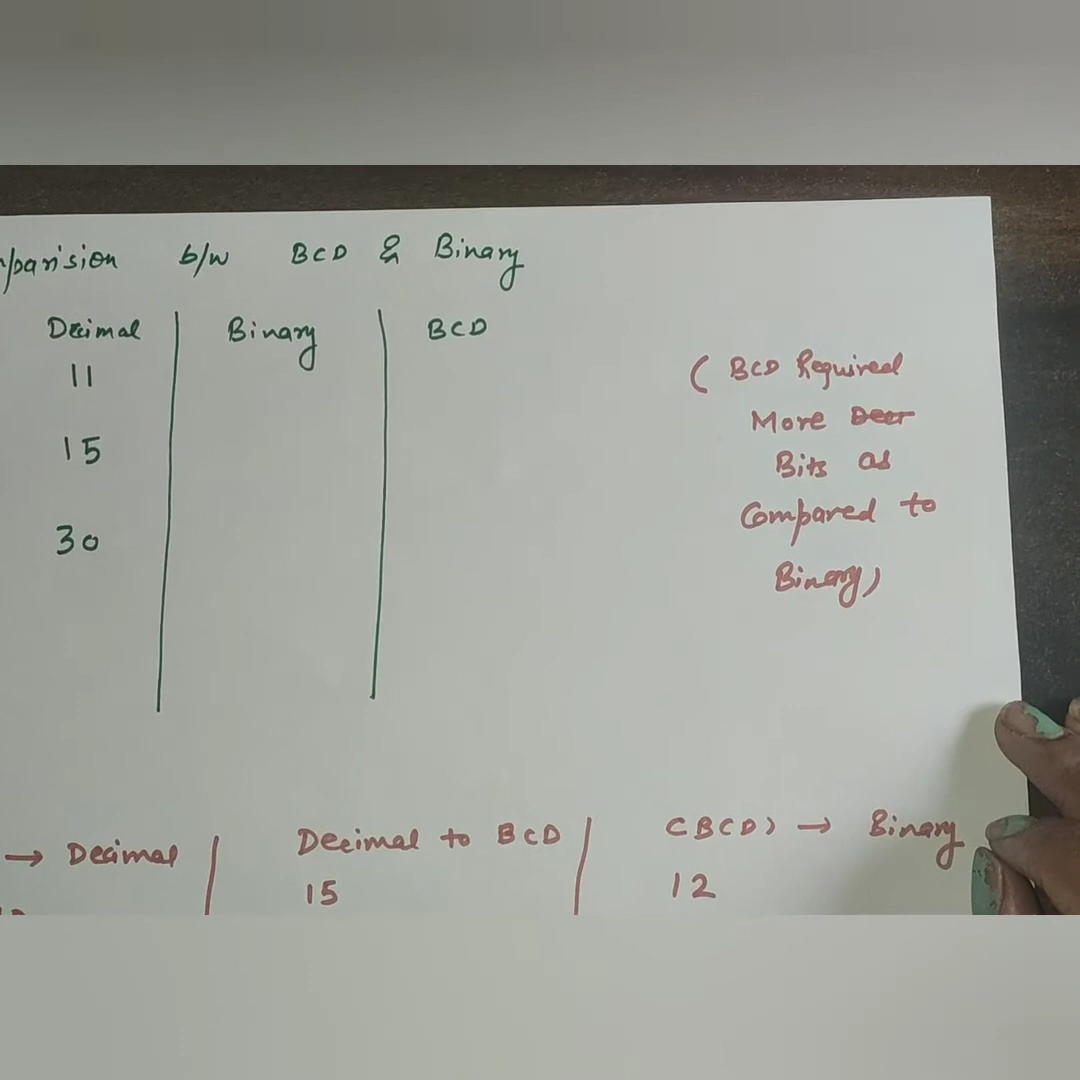 b/w BCD & Binary
Decimal Binary BCD
11
15
30
( BCD Required
More
Bits as
Compared to
Binary)
→ Decimal
Decimal to BCD
15
(BCD) → Binary
12